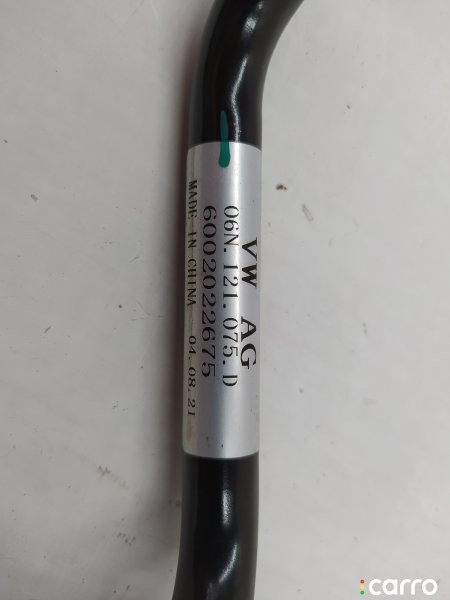 VW AG
06N.121.075.D
6002022675
MADE IN CHINA 04.08.21
carro